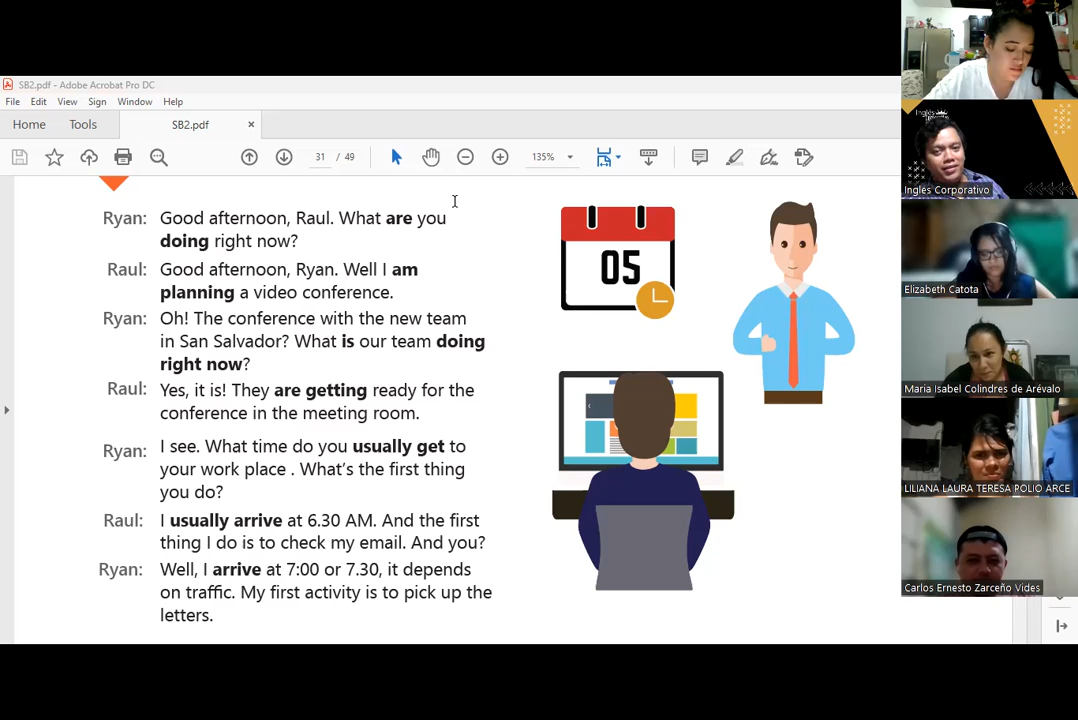 SB2.pdf - Adobe Acrobat Pro DC
File Edit View Sign Window Help
Home Tools SB2.pdf ×
31 / 49 135%
Ryan: Good afternoon, Raul. What are you
doing right now?
Raul: Good afternoon, Ryan. Well I am
planning a video conference.
Ryan: Oh! The conference with the new team
in San Salvador? What is our team doing
right now?
Raul: Yes, it is! They are getting ready for the
conference in the meeting room.
Ryan: I see. What time do you usually get to
your work place . What's the first thing
you do?
Raul: I usually arrive at 6.30 AM. And the first
thing I do is to check my email. And you?
Ryan: Well, I arrive at 7:00 or 7.30, it depends
on traffic. My first activity is to pick up the
letters.
05
Inglés
Inglés Corporativo
Elizabeth Catota
Maria Isabel Colindres de Arévalo
LILIANA LAURA TERESA POLIO ARCE
Carlos Ernesto Zarceño Vides